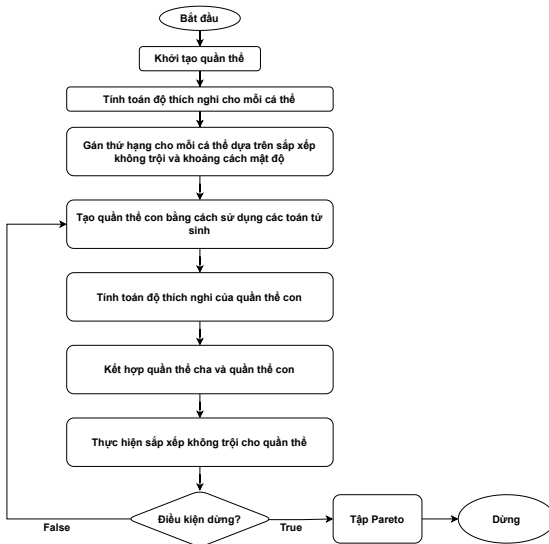 Bắt đầu
Khởi tạo quần thể
Tính toán độ thích nghi cho mỗi cá thể
Gán thứ hạng cho mỗi cá thể dựa trên sắp xếp
không trội và khoảng cách mật độ
Tạo quần thể con bằng cách sử dụng các toán tử
sinh
Tính toán độ thích nghi của quần thể con
Kết hợp quần thể cha và quần thể con
Thực hiện sắp xếp không trội cho quần thể
Điều kiện dừng?
False
True
Tập Pareto
Dừng